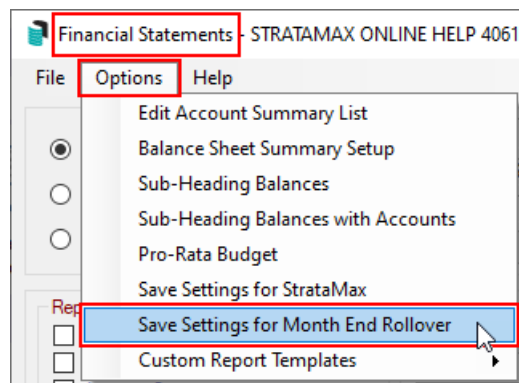 Financial Statements - STRATAMAX ONLINE HELP 4061
File Options Help
Edit Account Summary List
Balance Sheet Summary Setup
Sub-Heading Balances
Sub-Heading Balances with Accounts
Pro-Rata Budget
Save Settings for StrataMax
Rep
Save Settings for Month End Rollover
Custom Report Templates